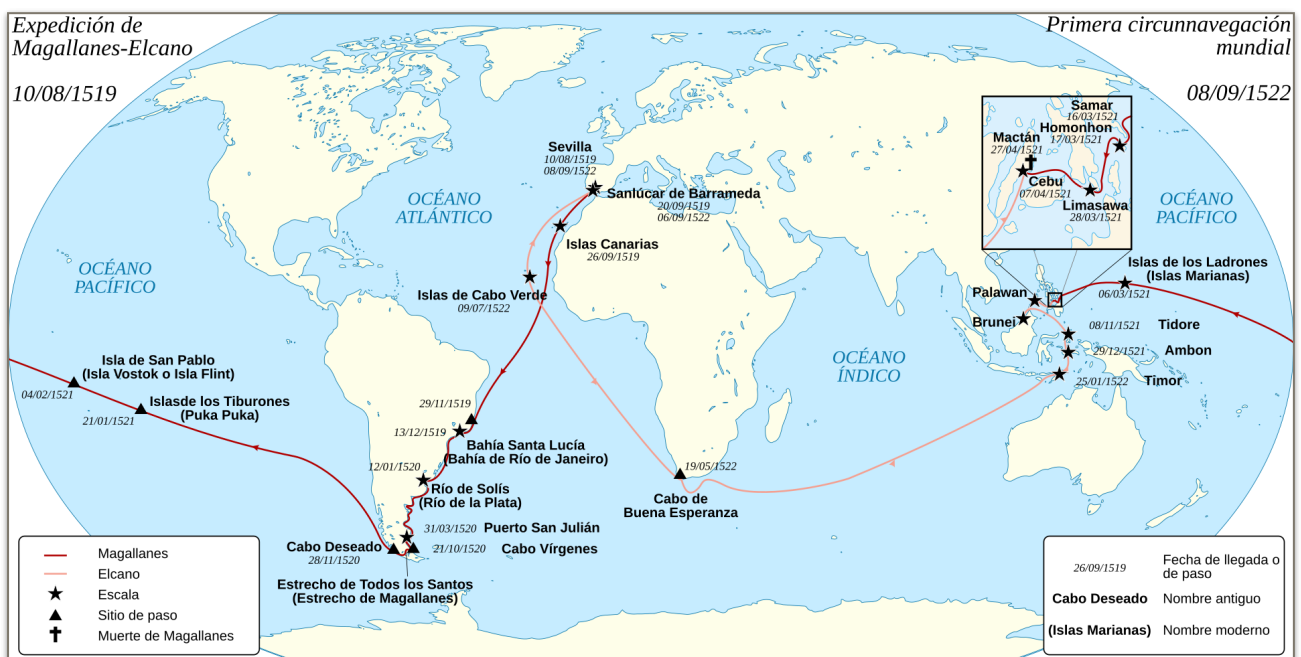 Expedición de
Magallanes-Elcano
10/08/1519
Primera circunnavegación
mundial
08/09/1522
Samar
16/03/1521
Homonhon
17/03/1521
Mactán
27/04/1521
Cebu
07/04/1521
Limasawa
28/03/1521
Sevilla
10/08/1519
08/09/1522
Sanlúcar de Barrameda
20/09/1519
06/09/1522
OCÉANO
ATLÁNTICO
OCÉANO
PACÍFICO
Islas Canarias
26/09/1519
OCÉANO
PACÍFICO
Islas de los Ladrones
(Islas Marianas)
06/03/1521
Islas de Cabo Verde
09/07/1522
Palawan
Brunei
08/11/1521 Tidore
29/12/1521 Ambon
25/01/1522 Timor
OCÉANO
ÍNDICO
Isla de San Pablo
(Isla Vostok o Isla Flint)
04/02/1521
Islasde los Tiburones
(Puka Puka)
21/01/1521
29/11/1519
13/12/1519
Bahía Santa Lucía
(Bahía de Río de Janeiro)
12/01/1520
Río de Solís
(Río de la Plata)
19/05/1522
Cabo de
Buena Esperanza
31/03/1520 Puerto San Julián
21/10/1520 Cabo Vírgenes
Cabo Deseado
28/11/1520
Estrecho de Todos los Santos
(Estrecho de Magallanes)
Magallanes
Elcano
Escala
Sitio de paso
Muerte de Magallanes
26/09/1519 Fecha de llegada o
de paso
Cabo Deseado Nombre antiguo
(Islas Marianas) Nombre moderno